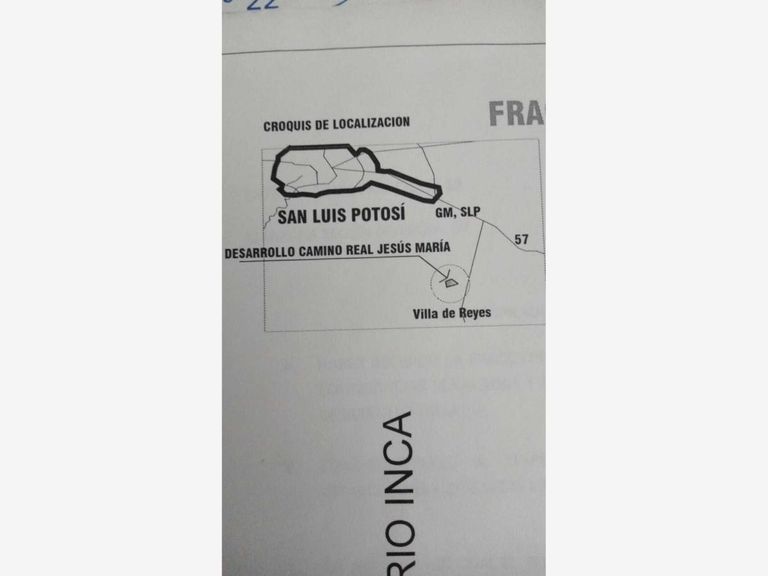 22
FRA
CROQUIS DE LOCALIZACION
SAN LUIS POTOSÍ
GM, SLP
57
DESARROLLO CAMINO REAL JESÚS MARÍA
Villa de Reyes
RIO INCA